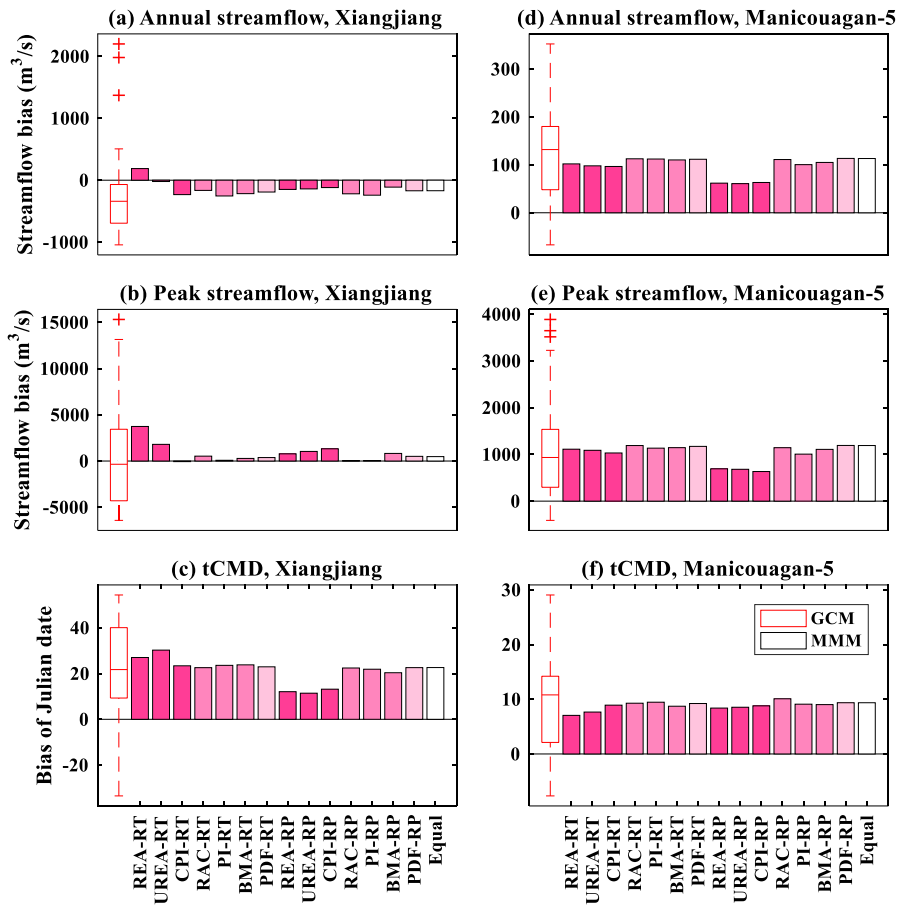 (a) Annual streamflow, Xiangjiang
Streamflow bias (m³/s)
2000
1000
0
-1000
(d) Annual streamflow, Manicouagan-5
300
200
100
0
(b) Peak streamflow, Xiangjiang
Streamflow bias (m³/s)
15000
10000
5000
0
-5000
(e) Peak streamflow, Manicouagan-5
4000
3000
2000
1000
0
(c) tCMD, Xiangjiang
Bias of Julian date
40
20
0
-20
REA-RT
UREA-RT
CPI-RT
RAC-RT
PI-RT
BMA-RT
PDF-RT
REA-RP
UREA-RP
CPI-RP
RAC-RP
PI-RP
BMA-RP
PDF-RP
Equal
(f) tCMD, Manicouagan-5
30
20
10
0
GCM
MMM
REA-RT
UREA-RT
CPI-RT
RAC-RT
PI-RT
BMA-RT
PDF-RT
REA-RP
UREA-RP
CPI-RP
RAC-RP
PI-RP
BMA-RP
PDF-RP
Equal